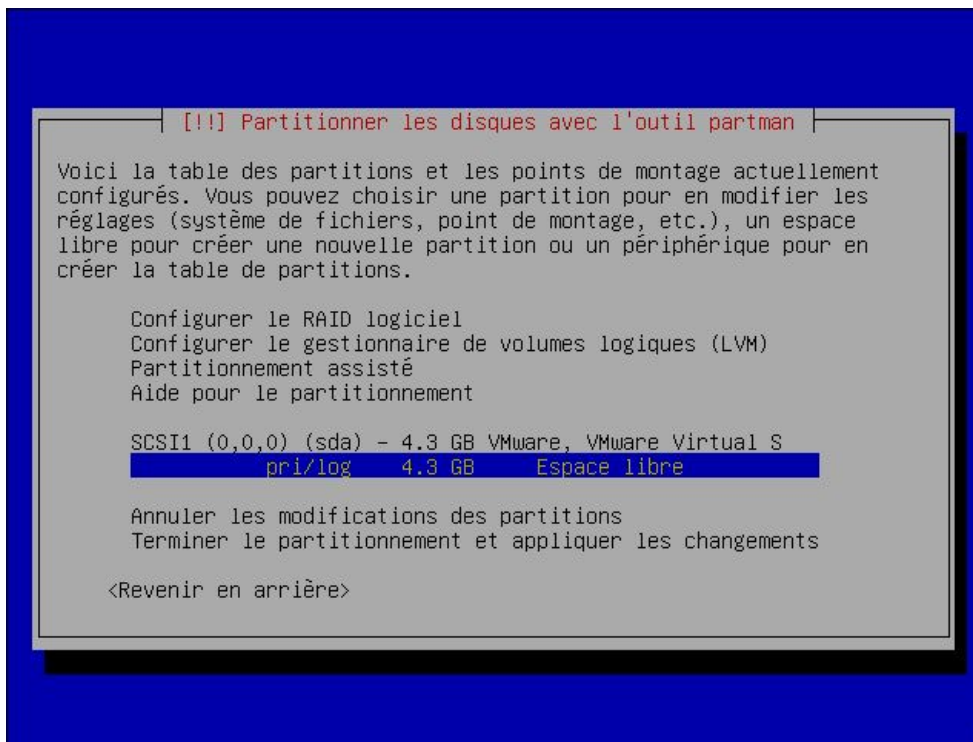 [!!] Partitionner les disques avec l'outil partman
Voici la table des partitions et les points de montage actuellement
configurés. Vous pouvez choisir une partition pour en modifier les
réglages (système de fichiers, point de montage, etc.), un espace
libre pour créer une nouvelle partition ou un périphérique pour en
créer la table de partitions.
Configurer le RAID logiciel
Configurer le gestionnaire de volumes logiques (LVM)
Partitionnement assisté
Aide pour le partitionnement
SCSI1 (0,0,0) (sda) - 4.3 GB VMware, VMware Virtual S
pri/log 4.3 GB Espace libre
Annuler les modifications des partitions
Terminer le partitionnement et appliquer les changements
<Revenir en arrière>